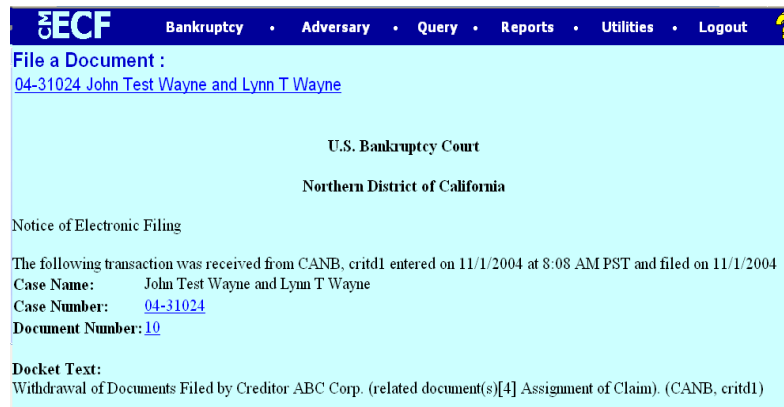 CM ECF Bankruptcy • Adversary • Query • Reports • Utilities • Logout ?
File a Document :
04-31024 John Test Wayne and Lynn T Wayne
U.S. Bankruptcy Court
Northern District of California
Notice of Electronic Filing
The following transaction was received from CANB, critd1 entered on 11/1/2004 at 8:08 AM PST and filed on 11/1/2004
Case Name: John Test Wayne and Lynn T Wayne
Case Number: 04-31024
Document Number: 10
Docket Text:
Withdrawal of Documents Filed by Creditor ABC Corp. (related document(s)[4] Assignment of Claim). (CANB, critd1)